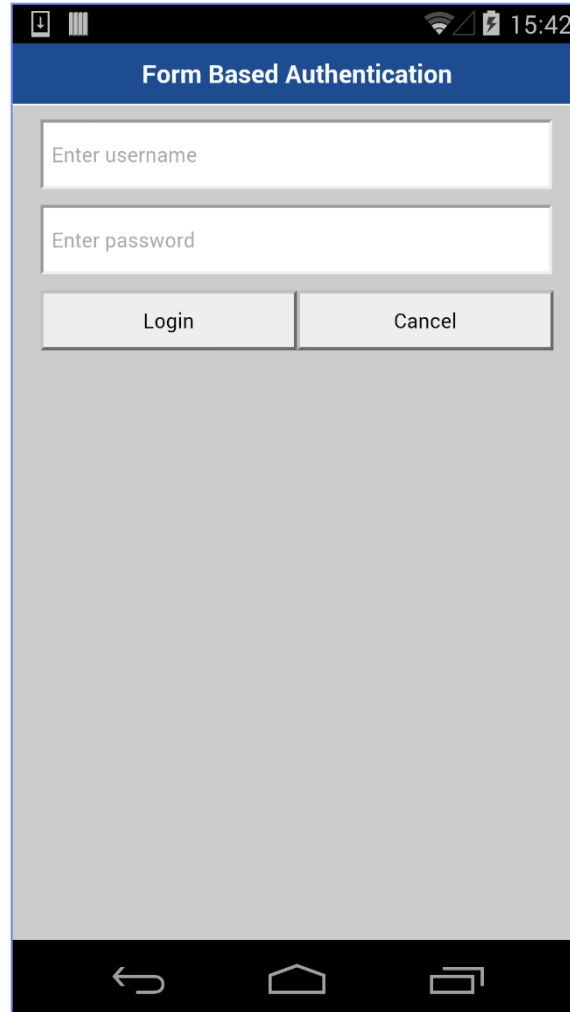 15:42
Form Based Authentication
Enter username
Enter password
Login Cancel